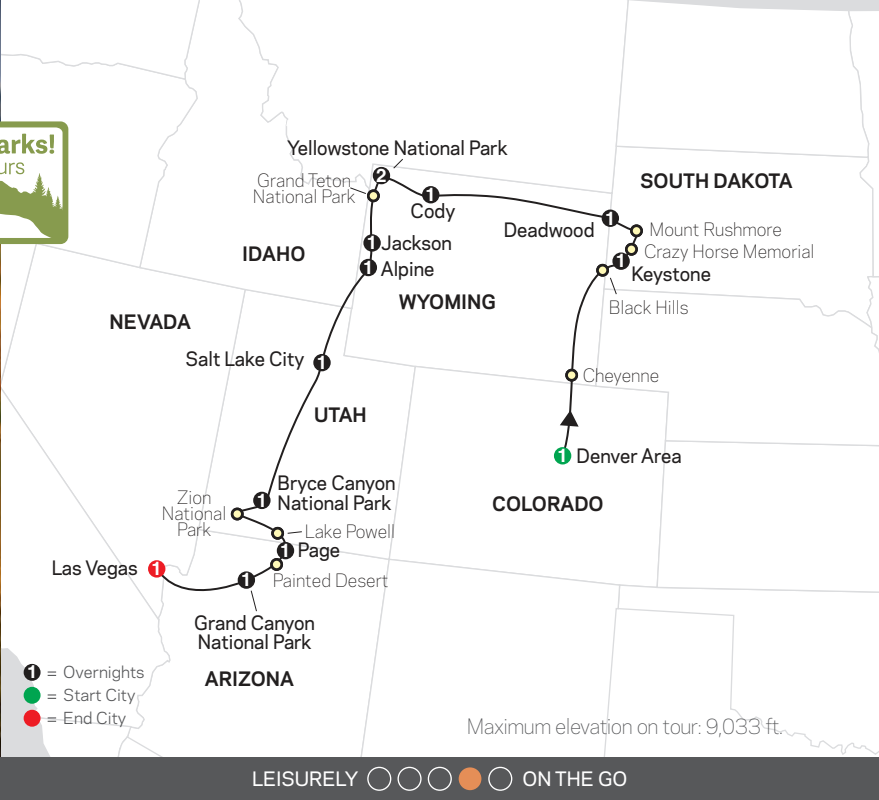 arks!
urs
Yellowstone National Park
2
Grand Teton
National Park
1
Cody
SOUTH DAKOTA
1
Deadwood
Mount Rushmore
Crazy Horse Memorial
1
Keystone
Black Hills
IDAHO
1 Jackson
1 Alpine
WYOMING
NEVADA
Salt Lake City 1
Cheyenne
UTAH
1 Denver Area
COLORADO
1 Bryce Canyon
National Park
Zion
National
Park
Lake Powell
1 Page
Painted Desert
Las Vegas 1
1
Grand Canyon
National Park
ARIZONA
1 = Overnights
= Start City
= End City
Maximum elevation on tour: 9,033 ft.
LEISURELY ON THE GO